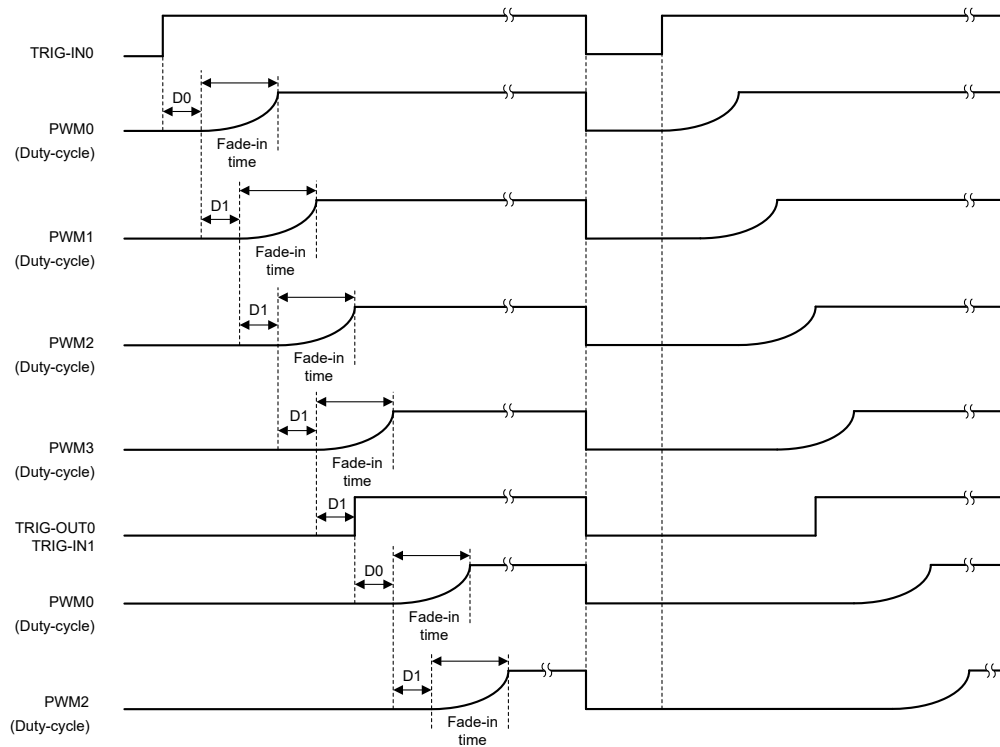 TRIG-IN0
D0
PWM0
(Duty-cycle)
Fade-in
time
D1
PWM1
(Duty-cycle)
Fade-in
time
D1
PWM2
(Duty-cycle)
Fade-in
time
D1
PWM3
(Duty-cycle)
Fade-in
time
D1
TRIG-OUT0
TRIG-IN1
D0
PWM0
(Duty-cycle)
Fade-in
time
D1
PWM2
(Duty-cycle)
Fade-in
time